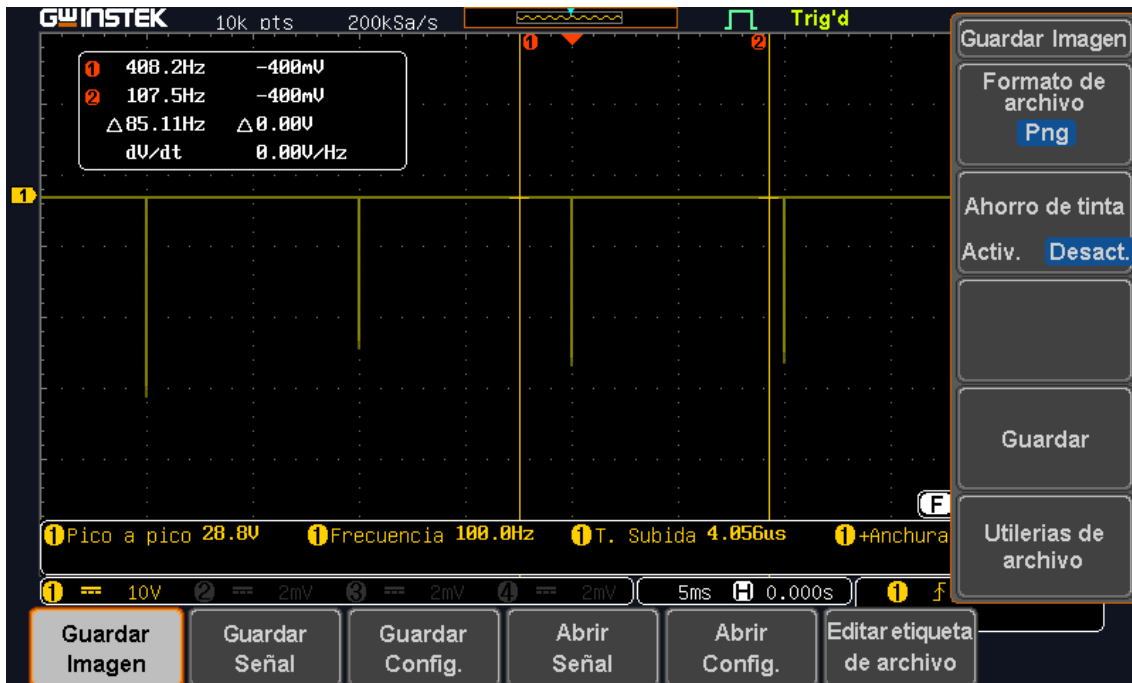 GWINSTEK 10k pts 200kSa/s Trig'd
1 2
1 408.2Hz -400mV
2 107.5Hz -400mV
△85.11Hz △0.00V
dV/dt 0.00V/Hz
1
F
1 Pico a pico 28.8V 1 Frecuencia 100.0Hz 1 T. Subida 4.056us 1 +Anchura
1 10V 2 2mV 3 2mV 4 2mV 5ms H 0.000s 1
Guardar Imagen
Formato de
archivo
Png
Ahorro de tinta
Activ. Desact.
Guardar
Utilerias de
archivo
Guardar
Imagen
Guardar
Señal
Guardar
Config.
Abrir
Señal
Abrir
Config.
Editar etiqueta
de archivo